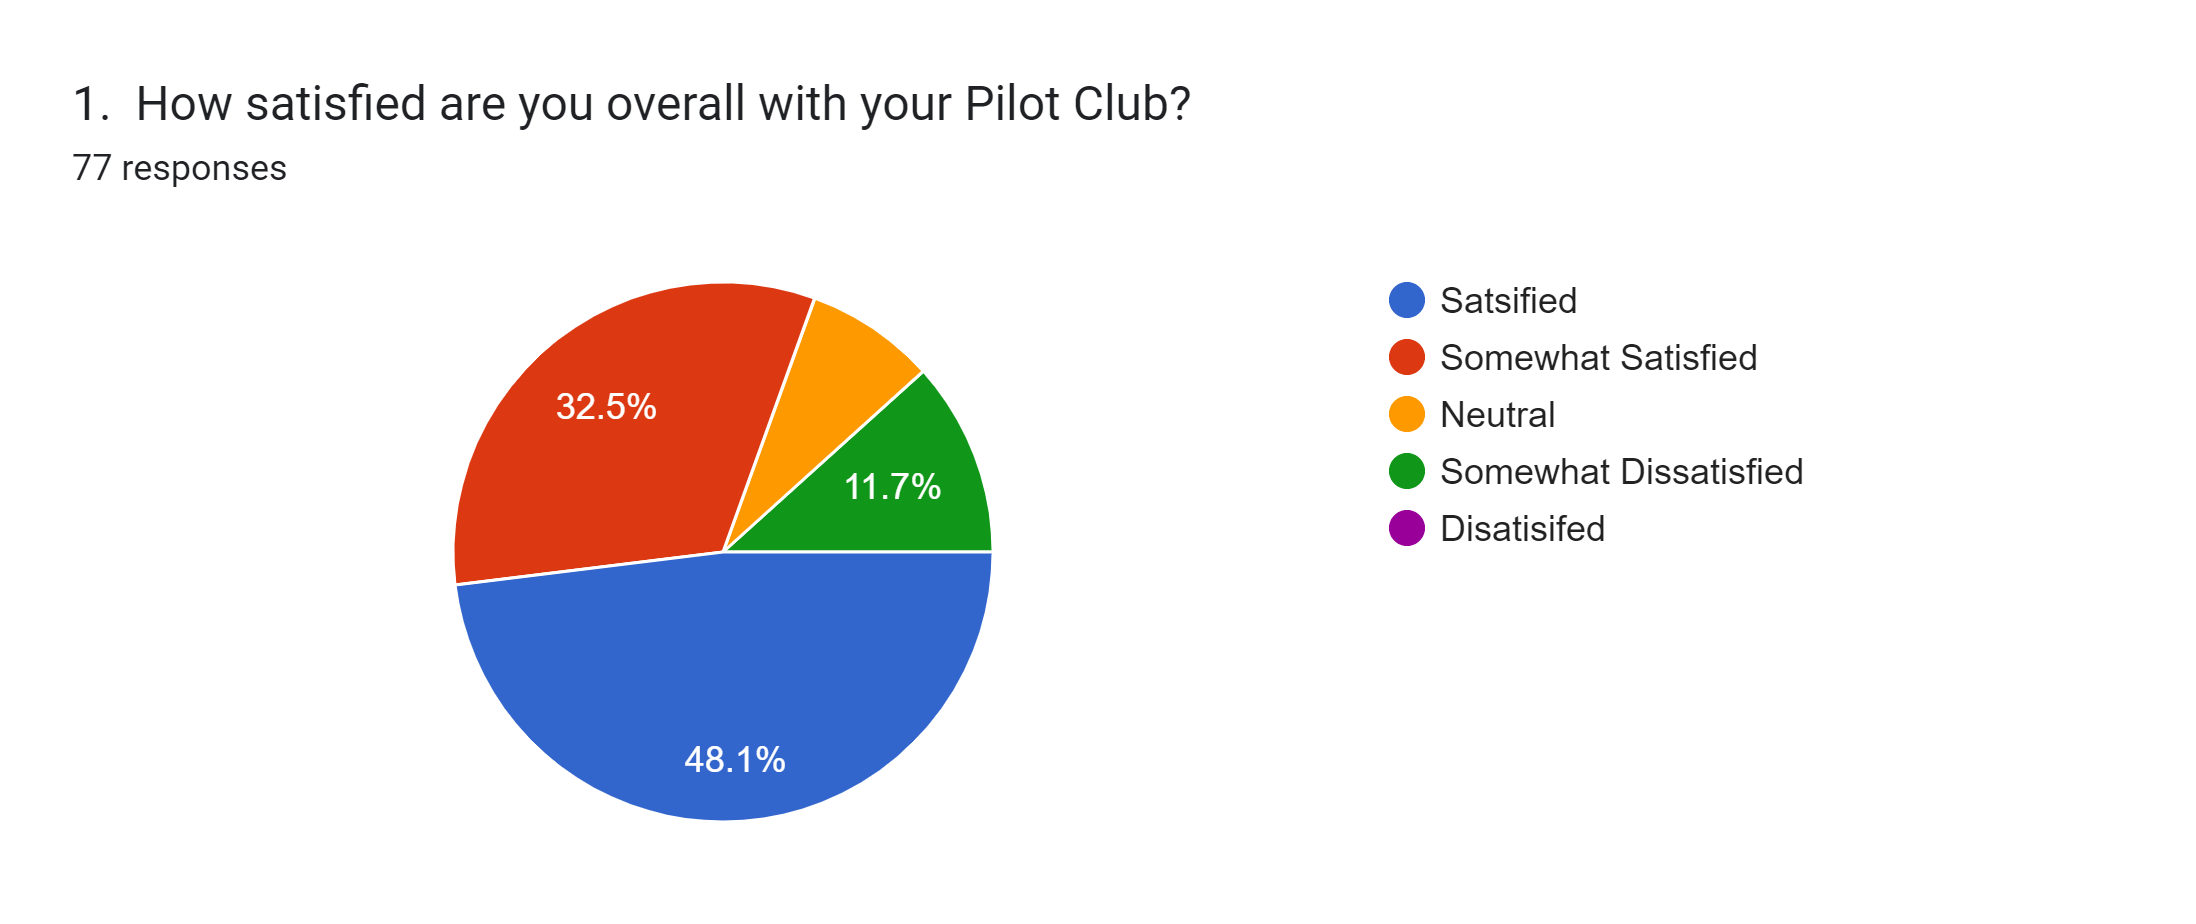 1. How satisfied are you overall with your Pilot Club?
77 responses
32.5%
11.7%
48.1%
Satsified
Somewhat Satisfied
Neutral
Somewhat Dissatisfied
Disatisifed